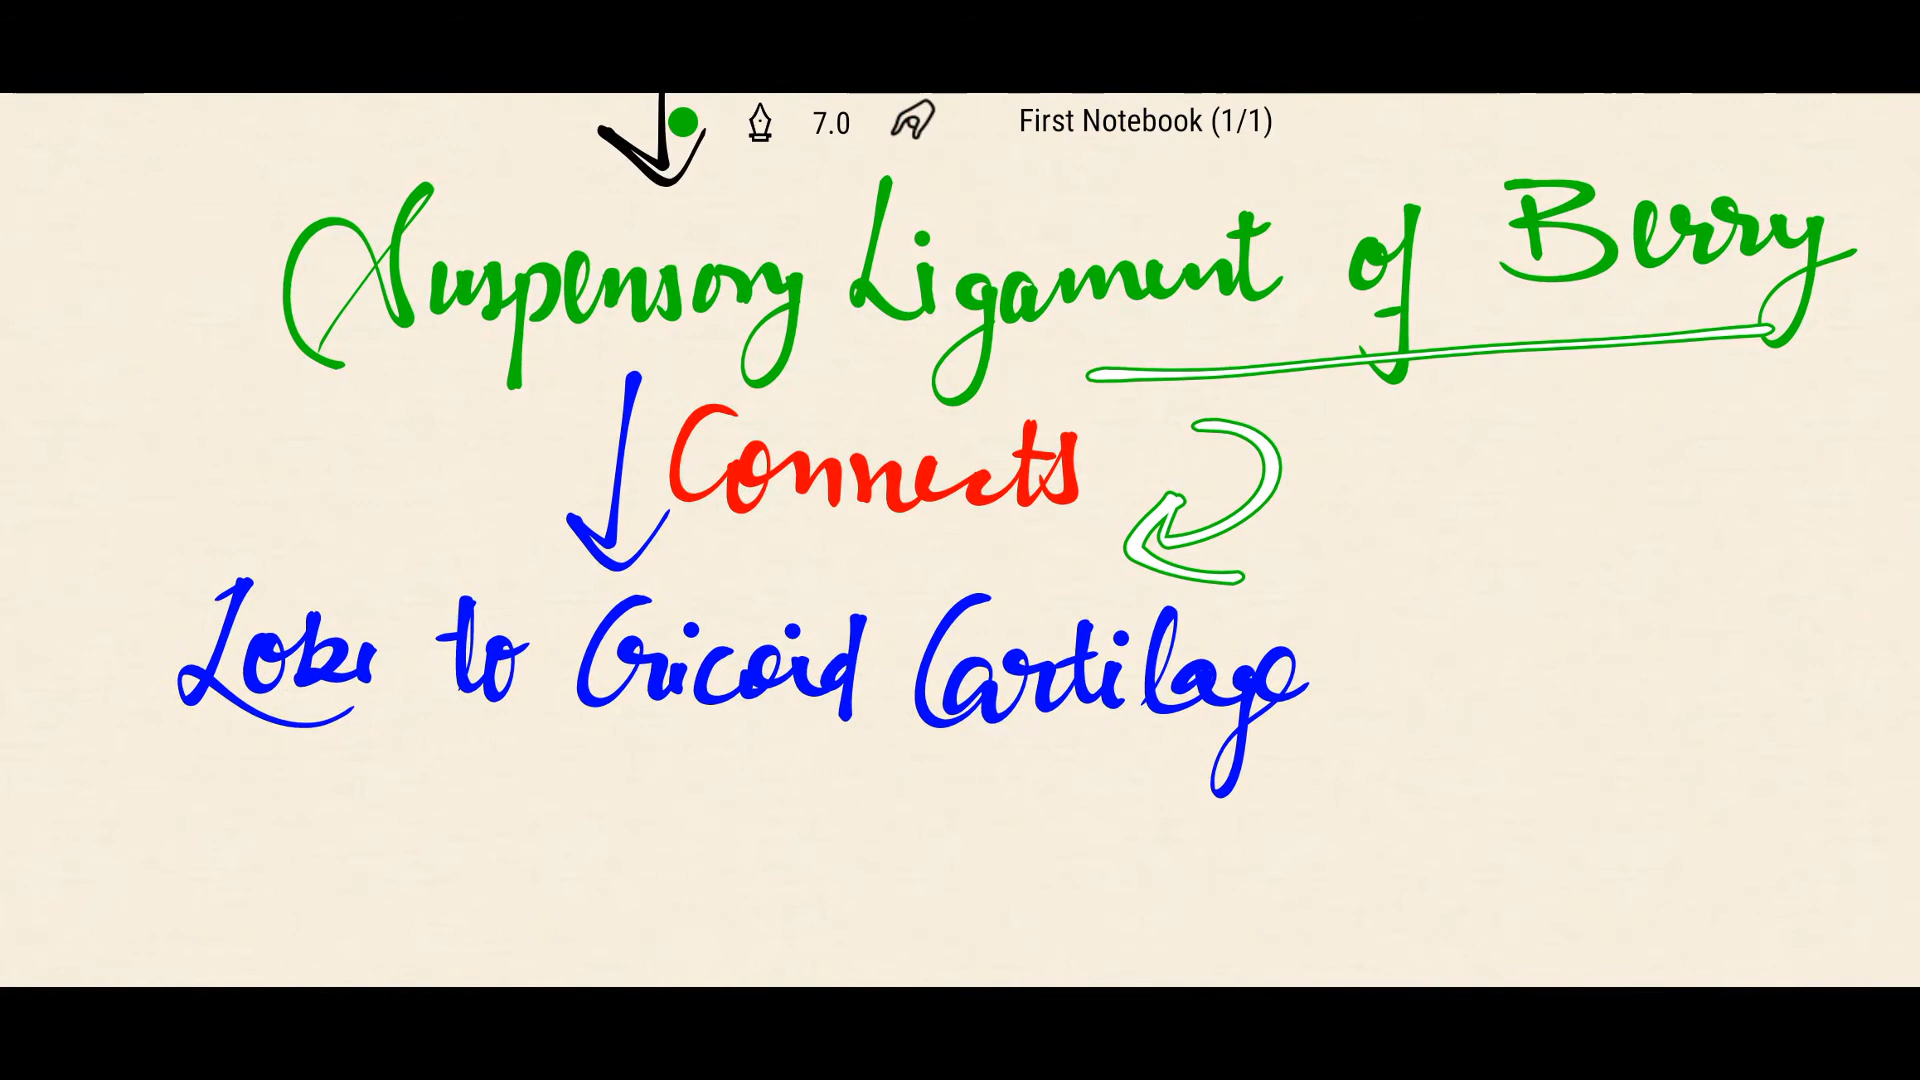 7.0 First Notebook (1/1)
Suspensory Ligament of Berry
Connects
Lobe to Cricoid Cartilage